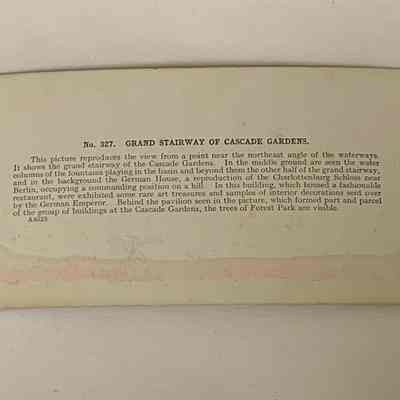 No. 327. GRAND STAIRWAY OF CASCADE GARDENS.
This picture reproduces the view from a point near the northeast angle of the waterways.
It shows the grand stairway of the Cascade Gardens. In the middle ground are seen the water
columns of the fountains playing in the basin and beyond them the other half of the grand stairway,
and in the background the German House, a reproduction of the Charlottenburg Schloss near
Berlin, occupying a commanding position on a hill. In this building, which formed a fashionable
restaurant, were exhibited some rare art treasures and samples of interior decorations sent over
by the German Emperor. Behind the pavilion seen in the picture, which formed part and parcel
of the group of buildings at the Cascade Gardens, the trees of Forest Park are visible.